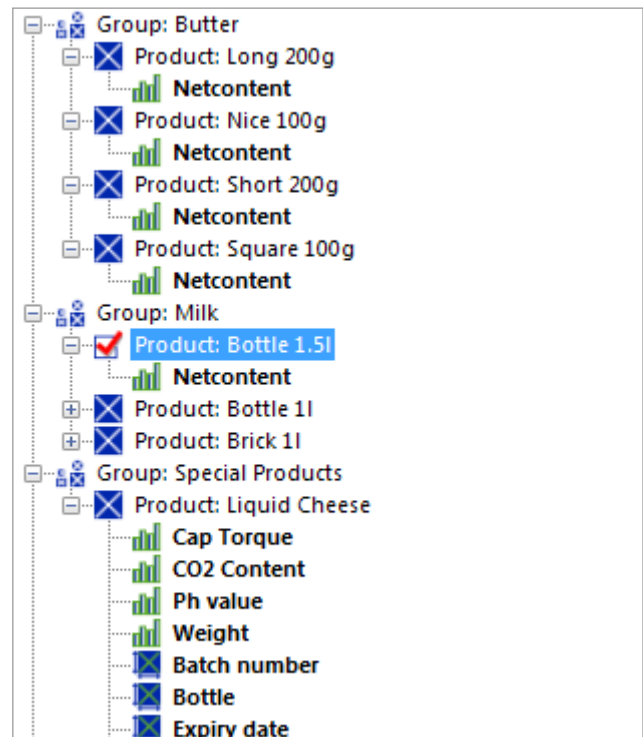 Group: Butter
Product: Long 200g
Netcontent
Product: Nice 100g
Netcontent
Product: Short 200g
Netcontent
Product: Square 100g
Netcontent
Group: Milk
Product: Bottle 1.5l
Netcontent
Product: Bottle 1l
Product: Brick 1l
Group: Special Products
Product: Liquid Cheese
Cap Torque
CO2 Content
Ph value
Weight
Batch number
Bottle
Expiry date